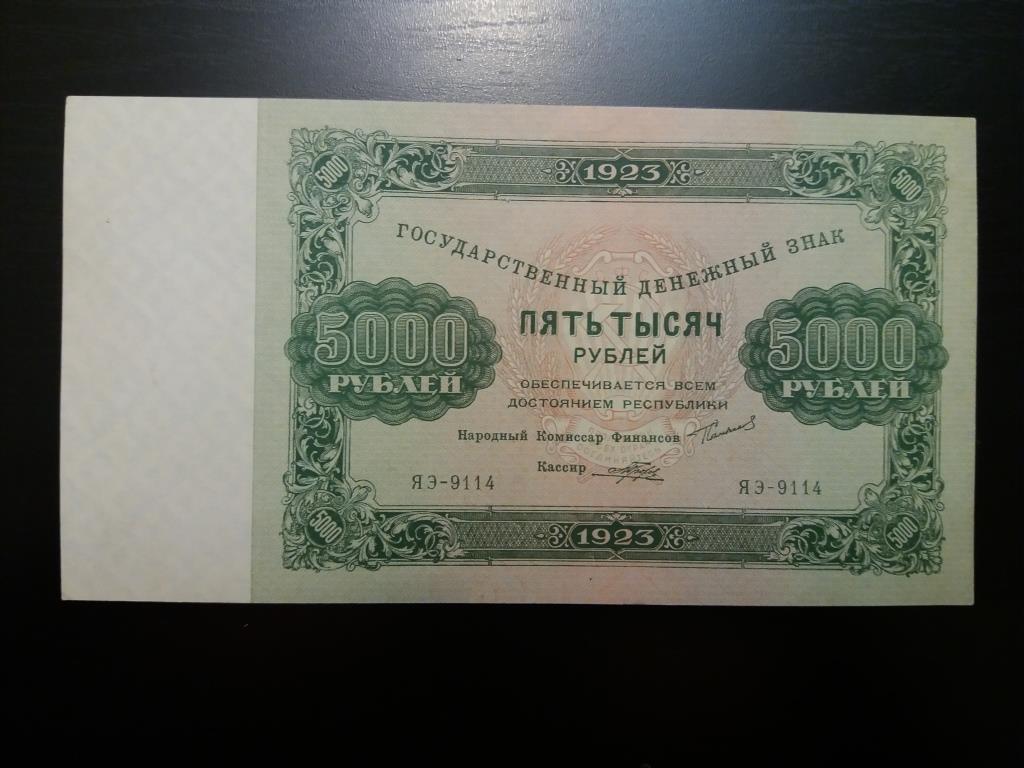 5000
1923
5000
ГОСУДАРСТВЕННЫЙ ДЕНЕЖНЫЙ ЗНАК
5000
РУБЛЕЙ
ПЯТЬ ТЫСЯЧ
РУБЛЕЙ
5000
РУБЛЕЙ
ОБЕСПЕЧИВАЕТСЯ ВСЕМ
ДОСТОЯНИЕМ РЕСПУБЛИКИ
Народный Комиссар Финансов
Кассир
ЯЭ-9114
ЯЭ-9114
5000
1923
5000